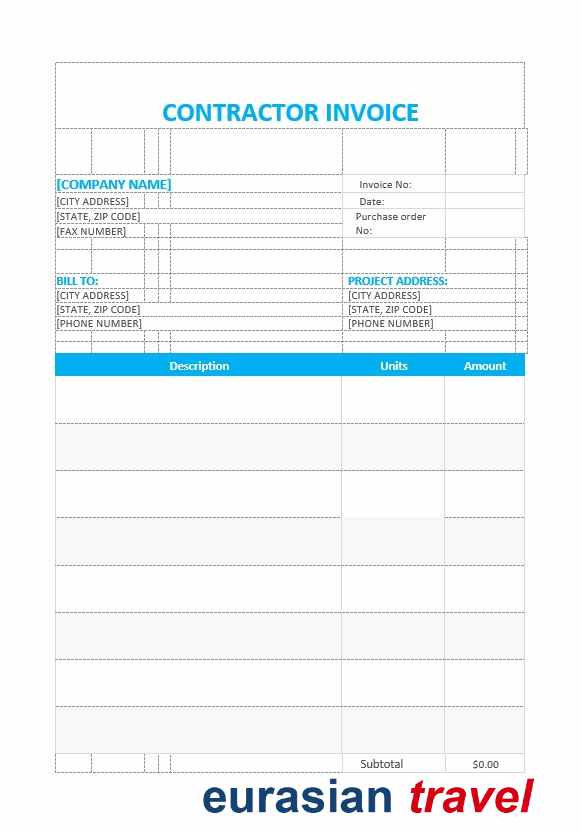 CONTRACTOR INVOICE
[COMPANY NAME] Invoice No:
[CITY ADDRESS] Date:
[STATE, ZIP CODE] Purchase order
[FAX NUMBER] No:
BILL TO: PROJECT ADDRESS:
[CITY ADDRESS] [CITY ADDRESS]
[STATE, ZIP CODE] [STATE, ZIP CODE]
[PHONE NUMBER] [PHONE NUMBER]
Description Units Amount
Subtotal $0.00
eurasian travel